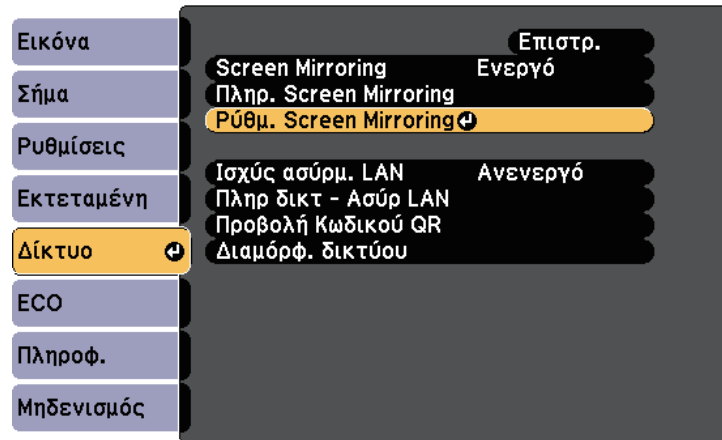 Εικόνα
Σήμα
Ρυθμίσεις
Εκτεταμένη
Δίκτυο
ECO
Πληροφ.
Μηδενισμός
Επιστρ.
Screen Mirroring Ενεργό
Πληρ. Screen Mirroring
Ρύθμ. Screen Mirroring
Ισχύς ασύρμ. LAN Ανενεργό
Πληρ δικτ - Ασύρ LAN
Προβολή Κωδικού QR
Διαμόρφ. δικτύου